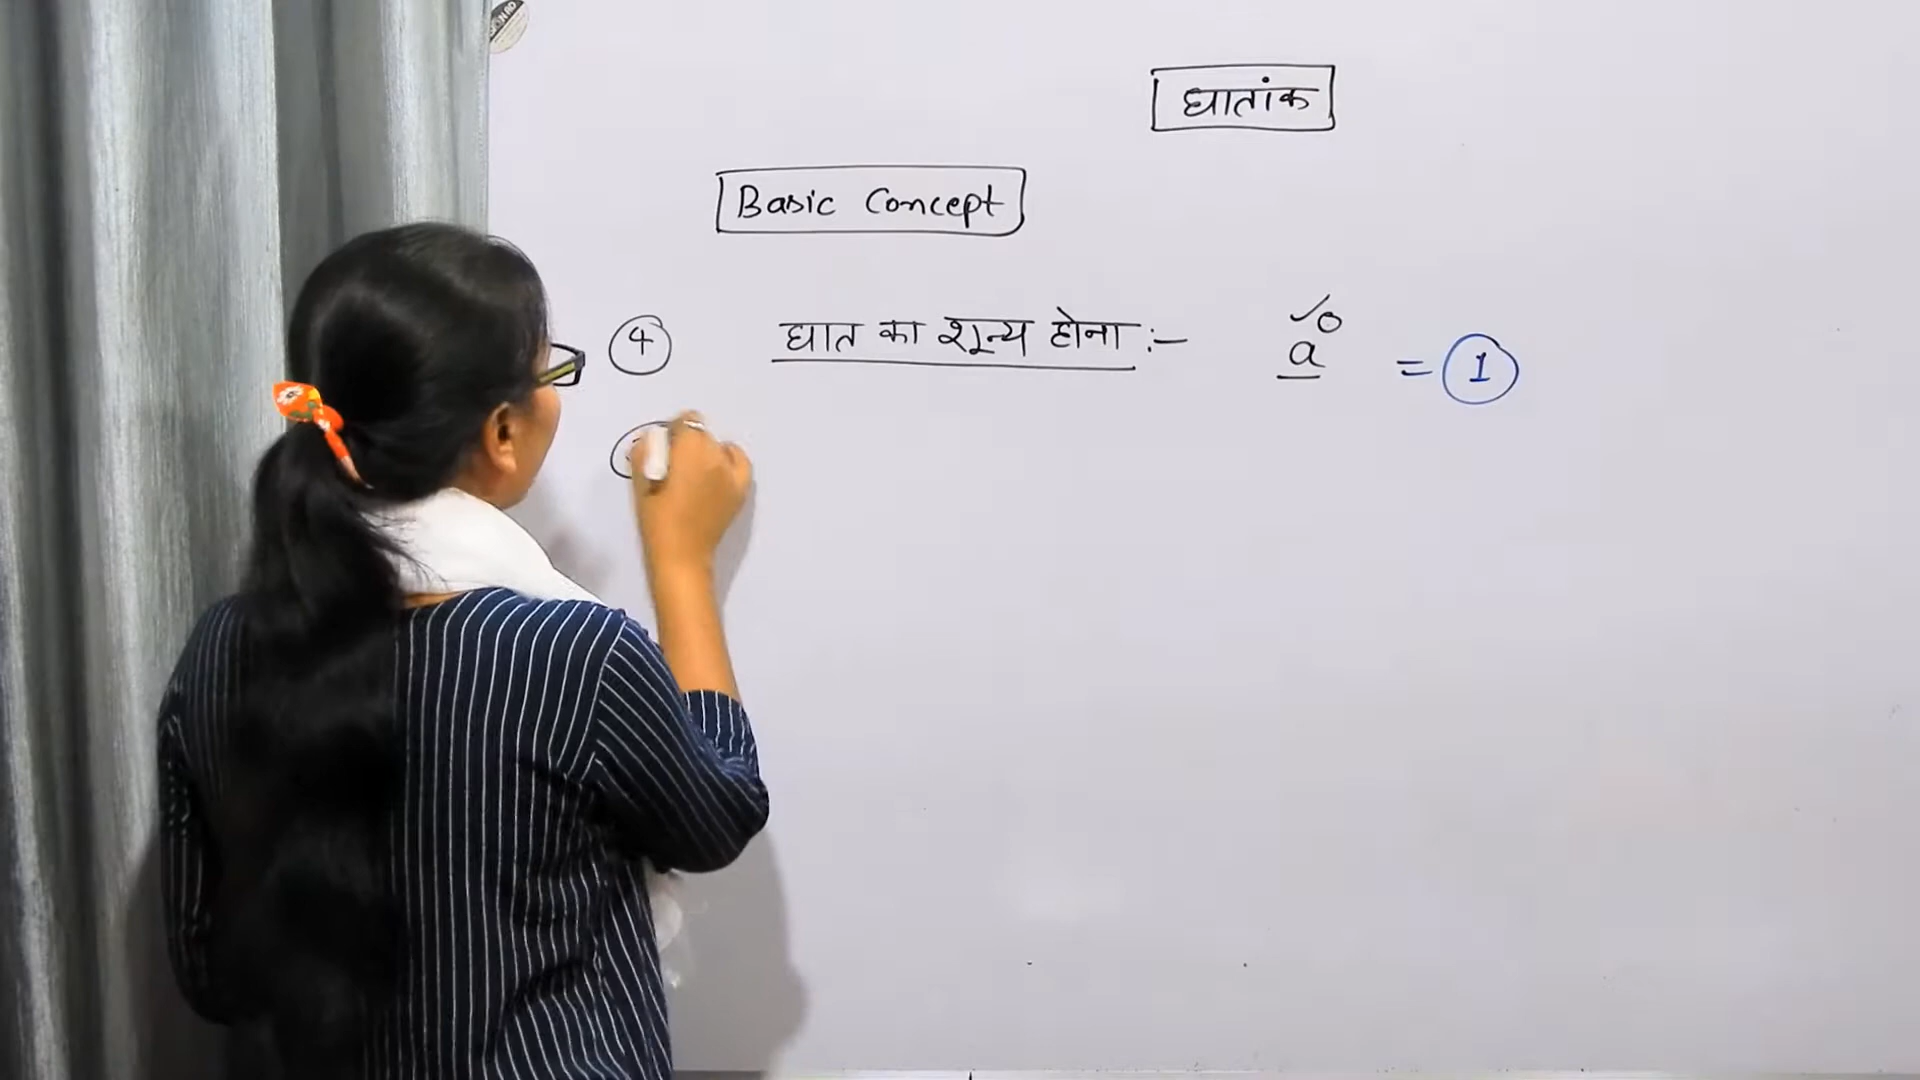 घातांक
Basic Concept
4 घात का शून्य होना :- a⁰ = 1